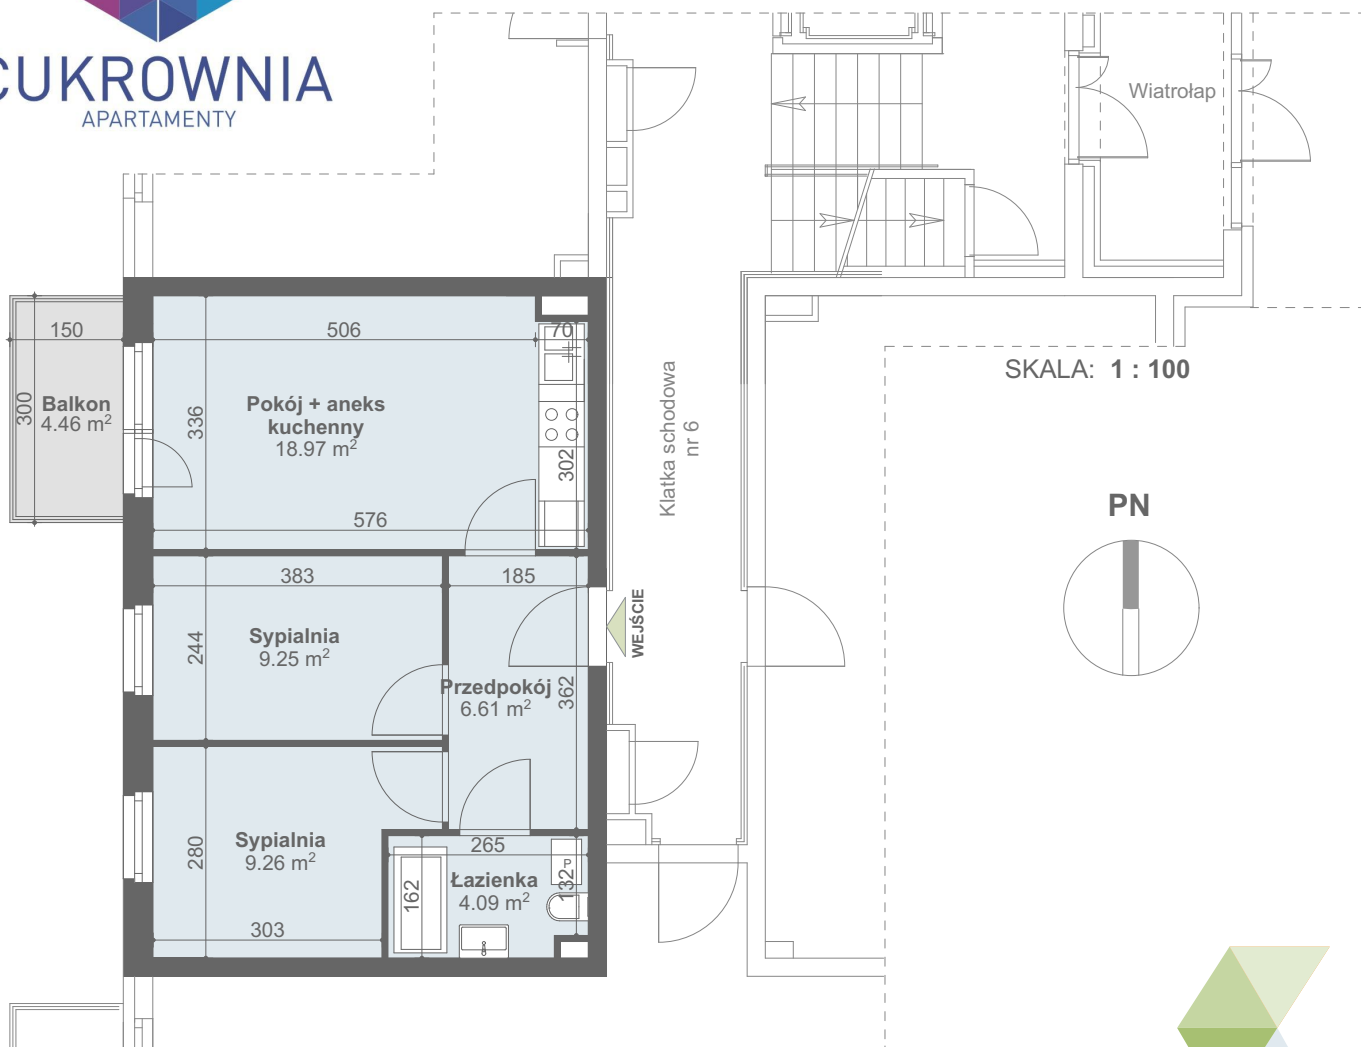 CUKROWNIA
APARTAMENTY
Wiatrołap
SKALA: 1 : 100
Klatka schodowa
nr 6
PN
WEJŚCIE
150
300
Balkon
4.46 m²
506
70
336
Pokój + aneks
kuchenny
18.97 m²
302
576
383
185
244
Sypialnia
9.25 m²
Przedpokój
6.61 m²
362
280
Sypialnia
9.26 m²
303
265
162
Łazienka
4.09 m²
P
132